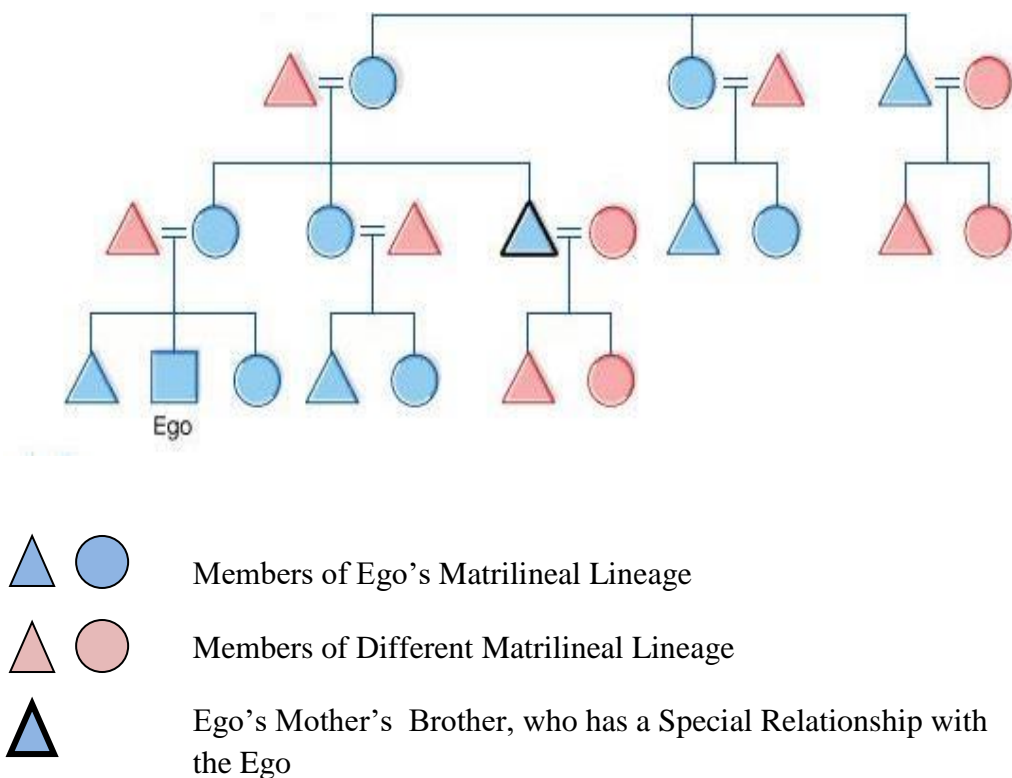 Ego
Members of Ego’s Matrilineal Lineage
Members of Different Matrilineal Lineage
Ego’s Mother’s  Brother, who has a Special Relationship with
the Ego